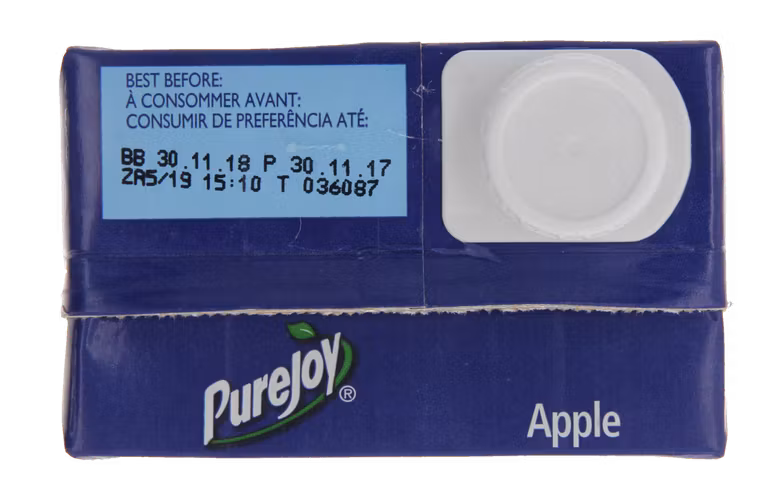 BEST BEFORE:
À CONSOMMER AVANT:
CONSUMIR DE PREFERÊNCIA ATÉ:
BB 30.11.18 P 30.11.17
ZA5/19 15:10 T 036087
PureJoy®
Apple